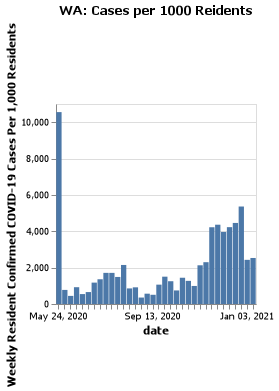 WA: Cases per 1000 Reidents
Weekly Resident Confirmed COVID-19 Cases Per 1,000 Residents
10,000
8,000
6,000
4,000
2,000
0
May 24, 2020
Sep 13, 2020
Jan 03, 2021
date